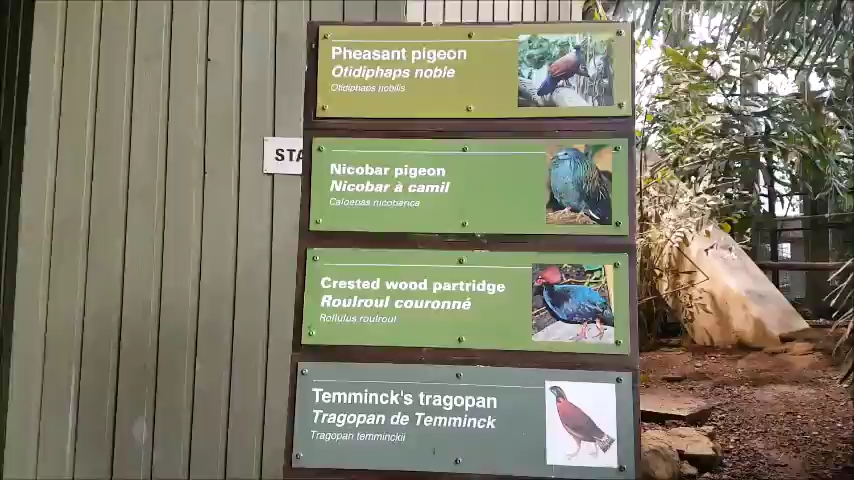 Pheasant pigeon
Otidiphaps noble
Otidiphaps nobilis
STA
Nicobar pigeon
Nicobar à camil
Caloenas nicobarica
Crested wood partridge
Roulroul couronné
Rollulus roulroul
Temminck's tragopan
Tragopan de Temminck
Tragopan temminckii